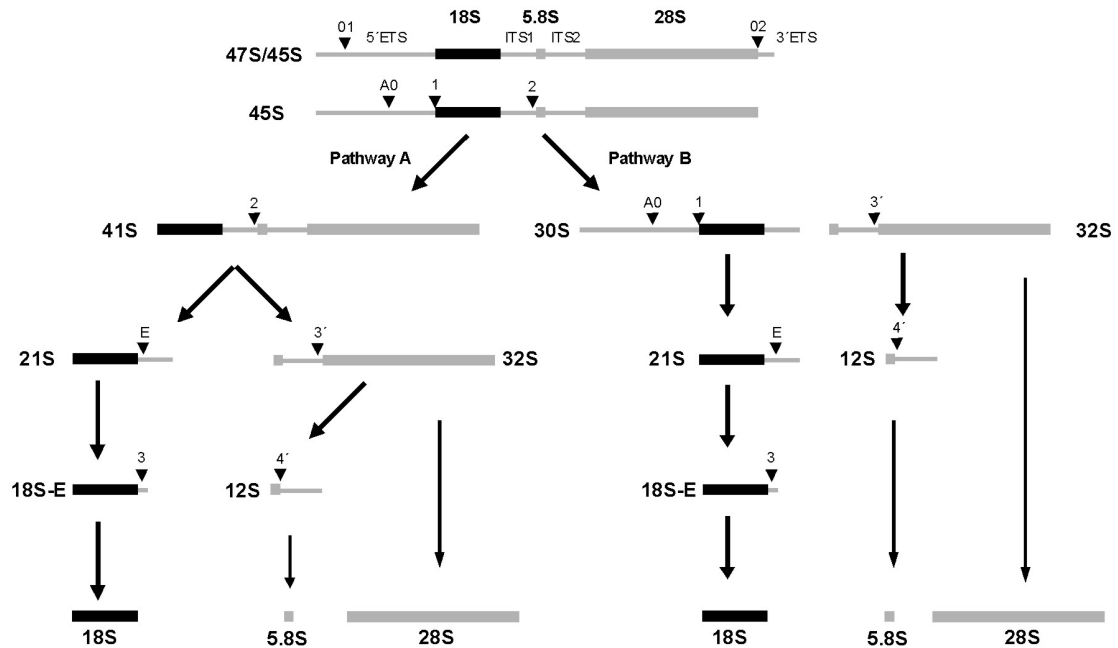 18S 5.8S 28S
01 5´ETS ITS1 ITS2 02 3´ETS
47S/45S
A0 1 2
45S
Pathway A Pathway B
2 A0 1 3´
41S 30S 32S
E 3´ E 4´
21S 32S 21S 12S
3 4´ 3
18S-E 12S 18S-E
18S 5.8S 28S 18S 5.8S 28S